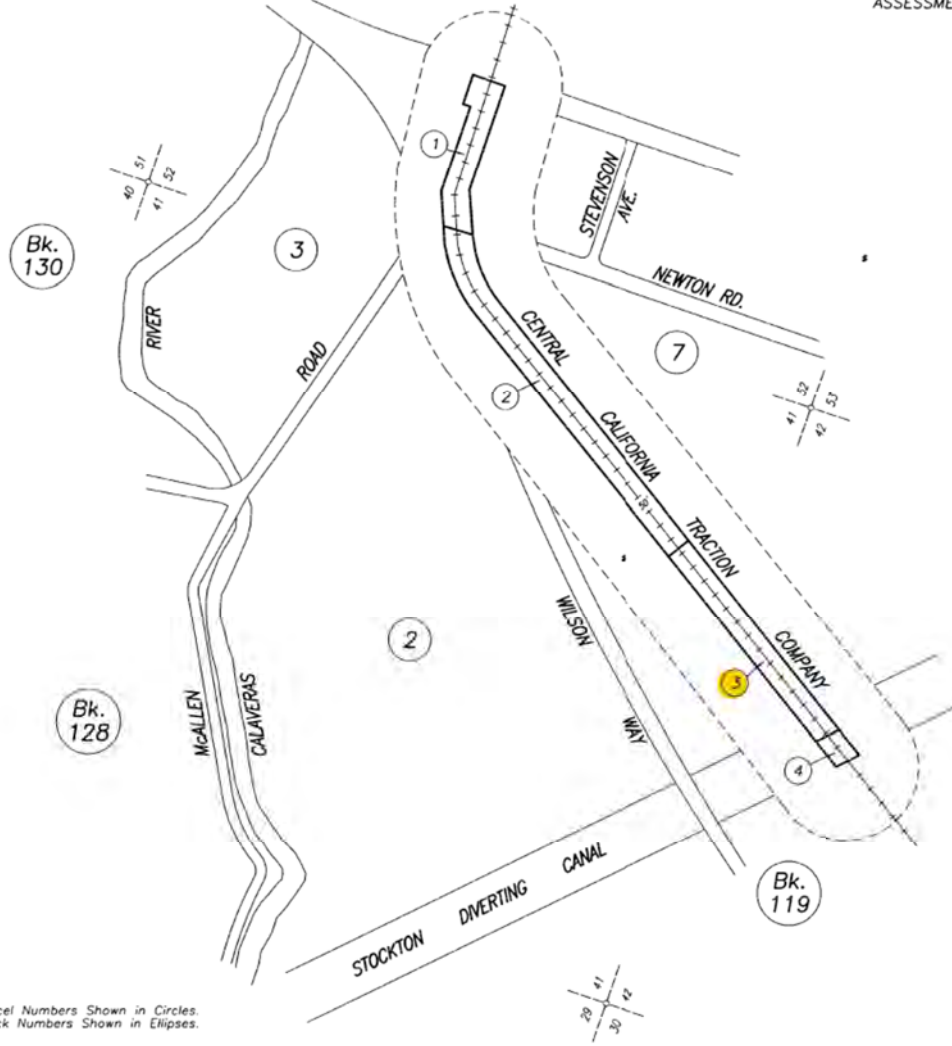 ASSESSME
51
52
40
41
1
STEVENSON
AVE.
Bk.
130
3
NEWTON RD.
RIVER
ROAD
CENTRAL
7
2
52
53
41
42
CALIFORNIA
TRACTION
WILSON
2
COMPANY
3
McALLEN
CALAVERAS
Bk.
128
WAY
4
Bk.
119
STOCKTON DIVERTING CANAL
41
42
29
30
cel Numbers Shown in Circles.
ck Numbers Shown in Ellipses.